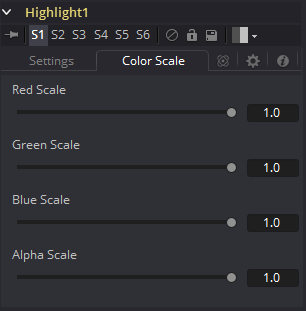 Highlight1
S1 S2 S3 S4 S5 S6
Settings Color Scale
Red Scale
1.0
Green Scale
1.0
Blue Scale
1.0
Alpha Scale
1.0